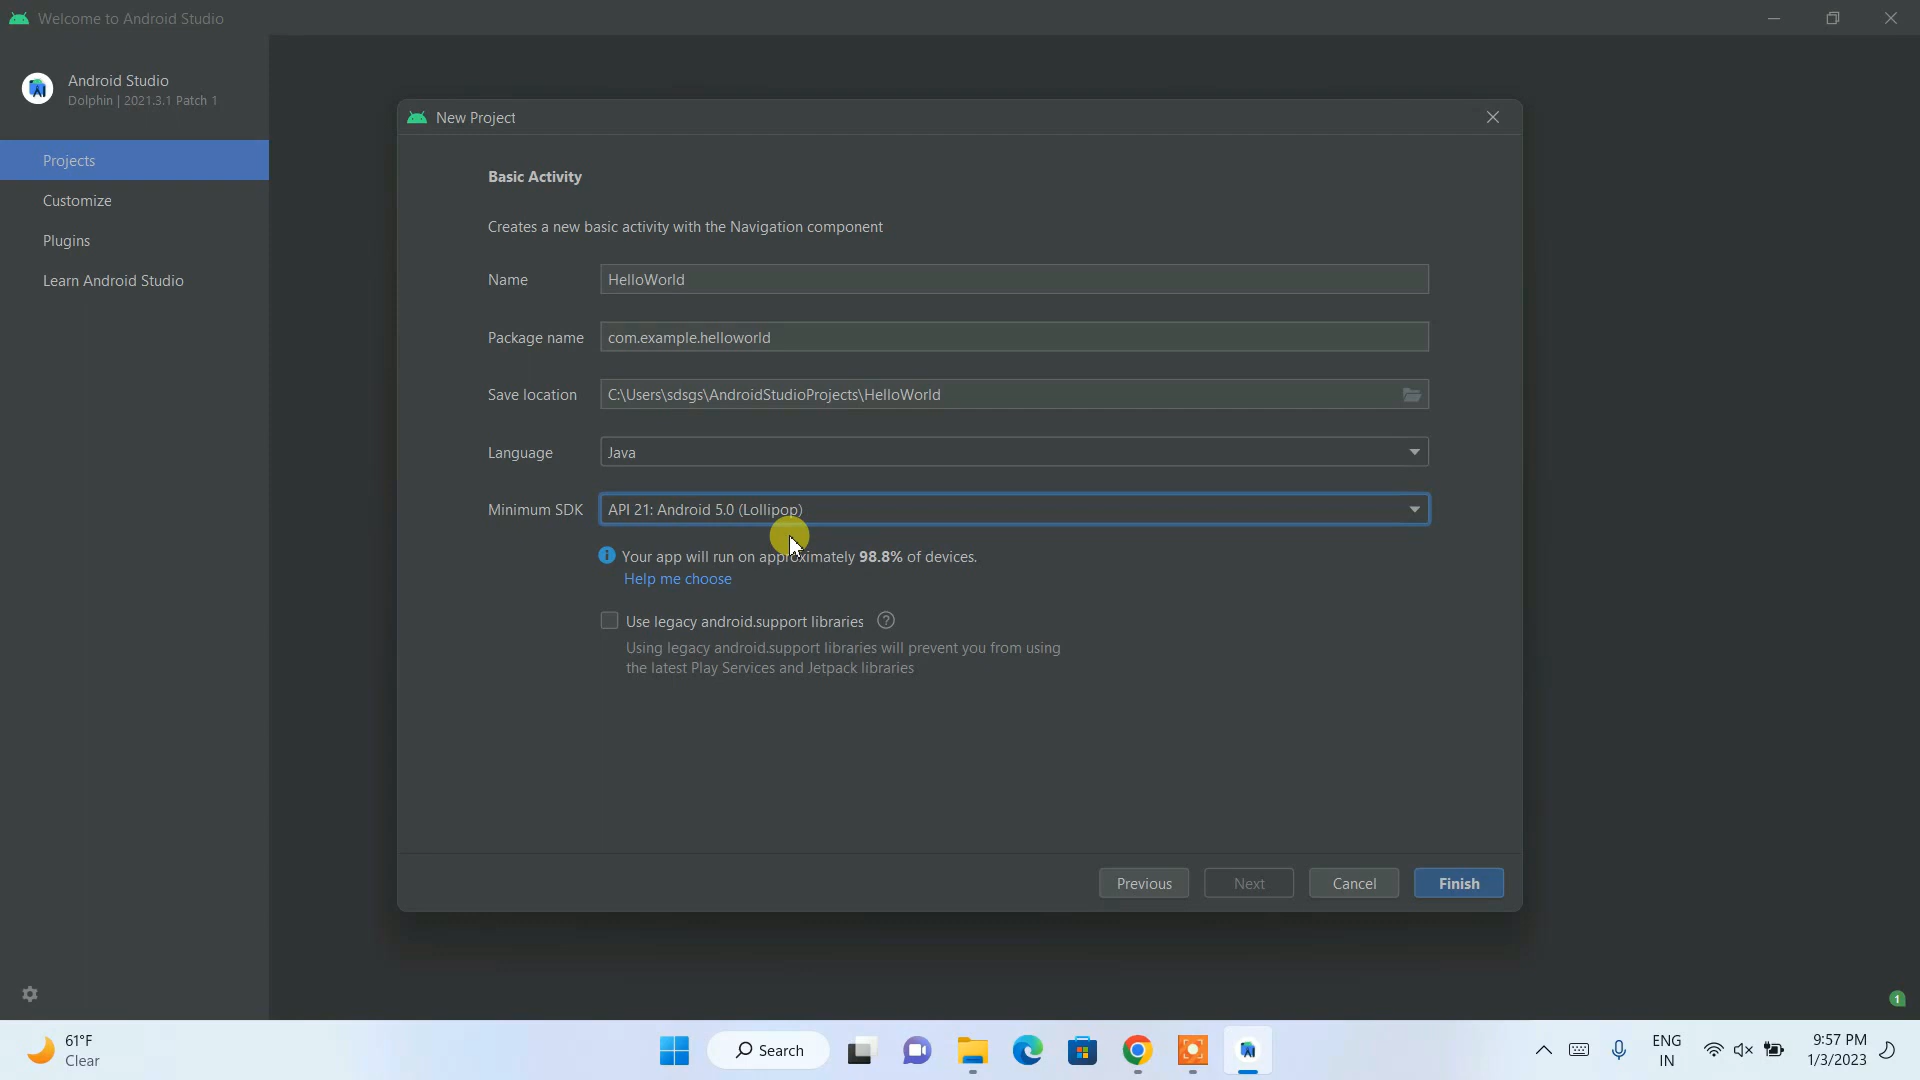 Welcome to Android Studio
Android Studio
Dolphin | 2021.3.1 Patch 1
Projects
Customize
Plugins
Learn Android Studio
New Project
Basic Activity
Creates a new basic activity with the Navigation component
Name HelloWorld
Package name com.example.helloworld
Save location C:\Users\sdsgs\AndroidStudioProjects\HelloWorld
Language Java
Minimum SDK API 21: Android 5.0 (Lollipop)
Your app will run on approximately 98.8% of devices.
Help me choose
Use legacy android.support libraries ?
Using legacy android.support libraries will prevent you from using
the latest Play Services and Jetpack libraries
Previous Next Cancel Finish
1
61°F
Clear
Search
ENG
IN
9:57 PM
1/3/2023